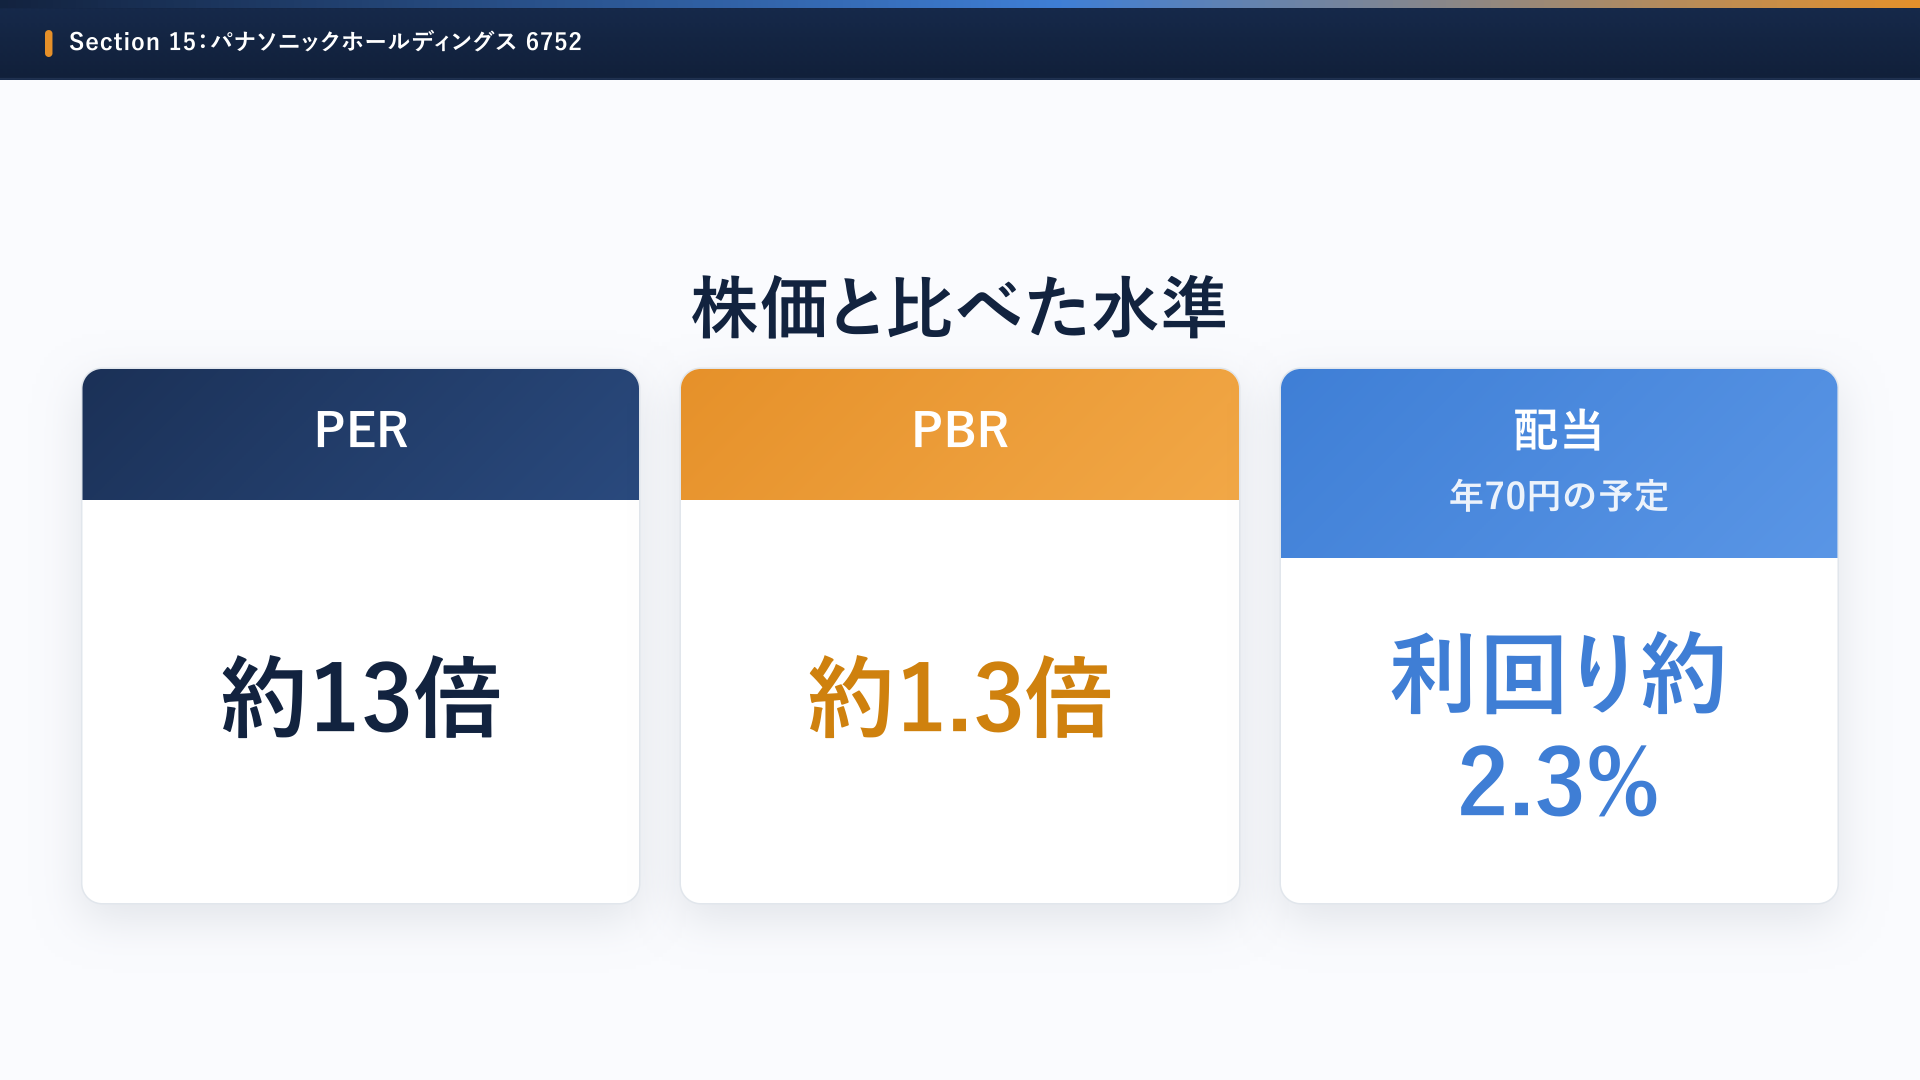 Section 15：パナソニックホールディングス 6752
株価と比べた水準
PER
約13倍
PBR
約1.3倍
配当
年70円の予定
利回り約
2.3%